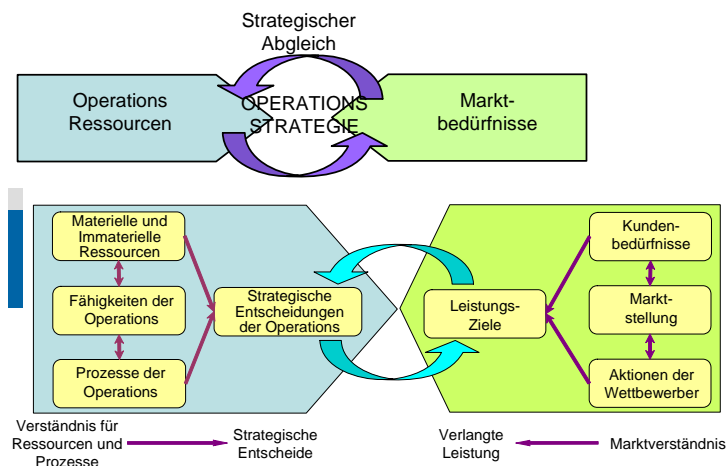 Strategischer
Abgleich
Operations
Ressourcen
OPERATIONS
STRATEGIE
Markt-
bedürfnisse
Materielle und
Immaterielle
Ressourcen
Fähigkeiten der
Operations
Prozesse der
Operations
Strategische
Entscheidungen
der Operations
Leistungs-
Ziele
Kunden-
bedürfnisse
Markt-
stellung
Aktionen der
Wettbewerber
Verständnis für
Ressourcen und
Prozesse
Strategische
Entscheide
Verlangte
Leistung
Marktverständnis